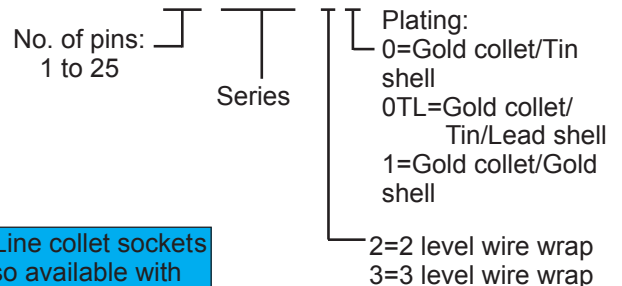 No. of pins:
1 to 25
Series
Plating:
0=Gold collet/Tin
shell
0TL=Gold collet/
Tin/Lead shell
1=Gold collet/Gold
shell
2=2 level wire wrap
3=3 level wire wrap
Line collet sockets
available with